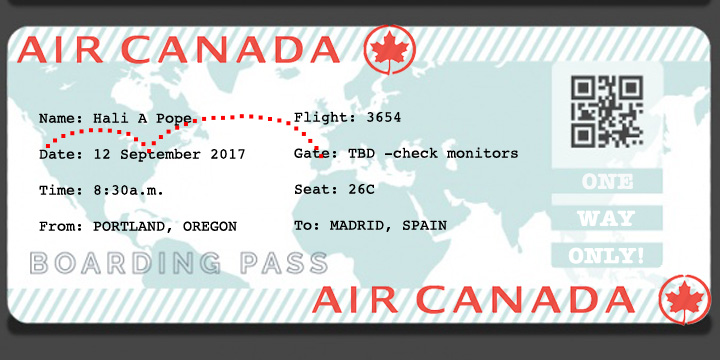 AIR CANADA
Name: Hali A Pope
Flight: 3654
Date: 12 September 2017
Gate: TBD -check monitors
Time: 8:30a.m.
Seat: 26C
From: PORTLAND, OREGON
To: MADRID, SPAIN
ONE
WAY
ONLY!
BOARDING PASS
AIR CANADA